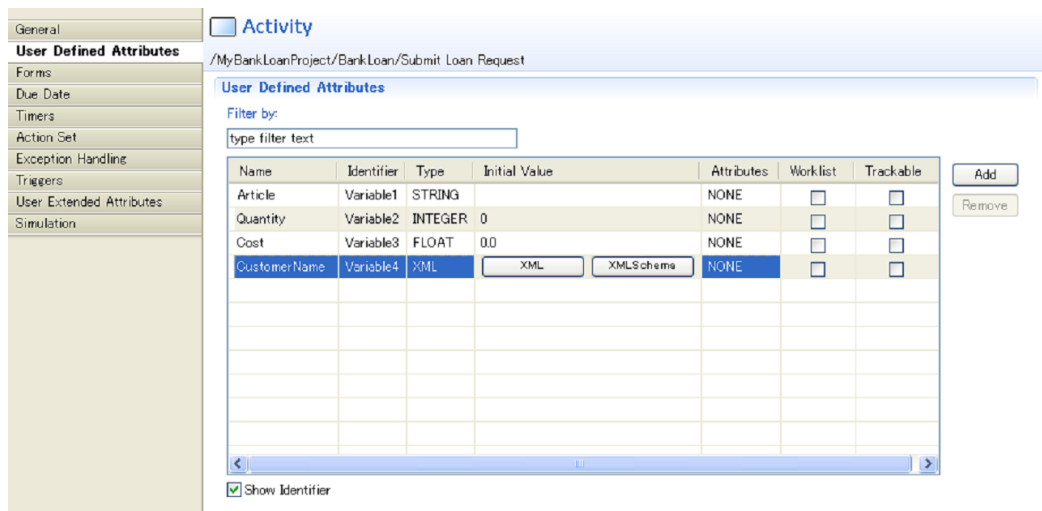 General
User Defined Attributes
Forms
Due Date
Timers
Action Set
Exception Handling
Triggers
User Extended Attributes
Simulation
Activity
/MyBankLoanProject/BankLoan/Submit Loan Request
User Defined Attributes
Filter by:
type filter text
Name Identifier Type Initial Value Attributes Worklist Trackable
Article Variable1 STRING NONE
Quantity Variable2 INTEGER 0 NONE
Cost Variable3 FLOAT 0.0 NONE
CustomerName Variable4 XML XML XMLSchema NONE
Add
Remove
Show Identifier